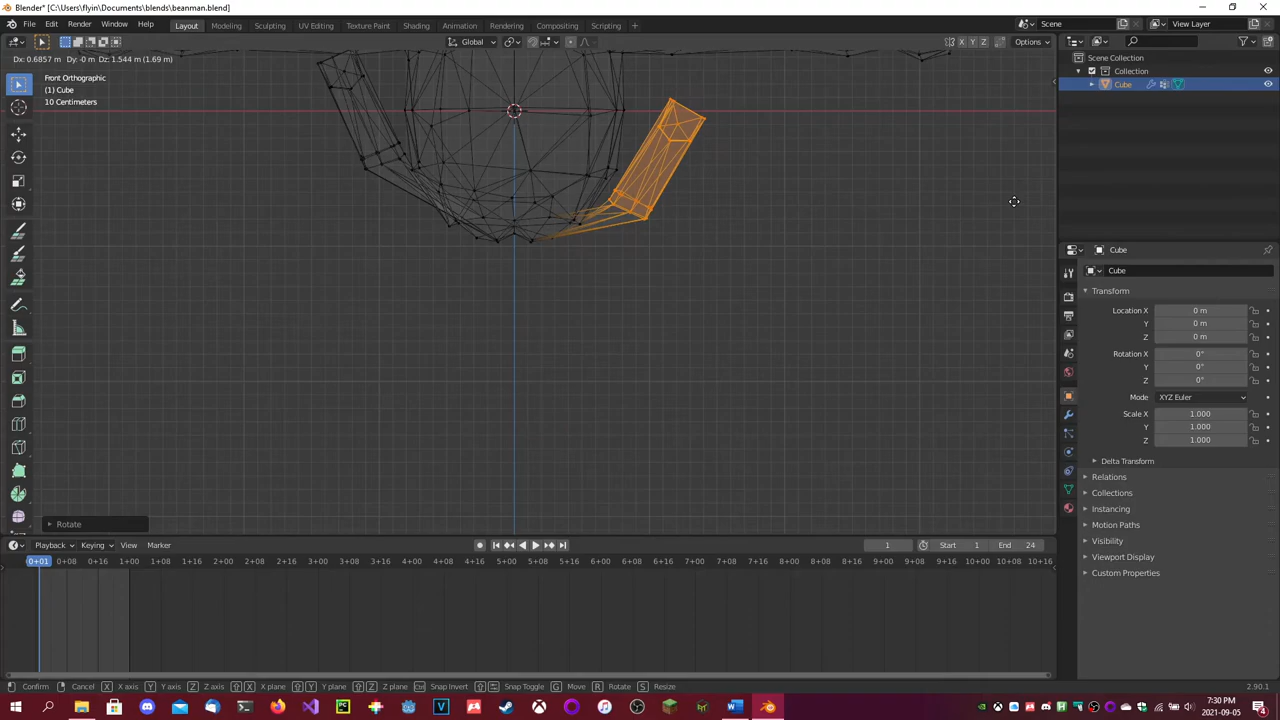 Blender* [C:\Users\flyin\Documents\blends\beanman.blend]
File Edit Render Window Help Layout Modeling Sculpting UV Editing Texture Paint Shading Animation Rendering Compositing Scripting + Scene View Layer
Global X Y Z Options
Dx: 0.6857 m Dy: -0 m Dz: 1.544 m (1.69 m)
Front Orthographic
(1) Cube
10 Centimeters
Scene Collection
Collection
Cube
Cube
Cube
Transform
Location X 0 m
Y 0 m
Z 0 m
Rotation X 0°
Y 0°
Z 0°
Mode XYZ Euler
Scale X 1.000
Y 1.000
Z 1.000
Delta Transform
Relations
Collections
Instancing
Motion Paths
Visibility
Viewport Display
Custom Properties
Rotate
Playback Keying View Marker 1 Start 1 End 24
0+01 0+08 0+16 1+00 1+08 1+16 2+00 2+08 2+16 3+00 3+08 3+16 4+00 4+08 4+16 5+00 5+08 5+16 6+00 6+08 6+16 7+00 7+08 7+16 8+00 8+08 8+16 9+00 9+08 9+16 10+00 10+08 10+16
Confirm Cancel X X axis Y Y axis Z Z axis X X plane Y Y plane Z Z plane Snap Invert Snap Toggle G Move R Rotate S Resize 2.90.1
7:30 PM
2021-09-05